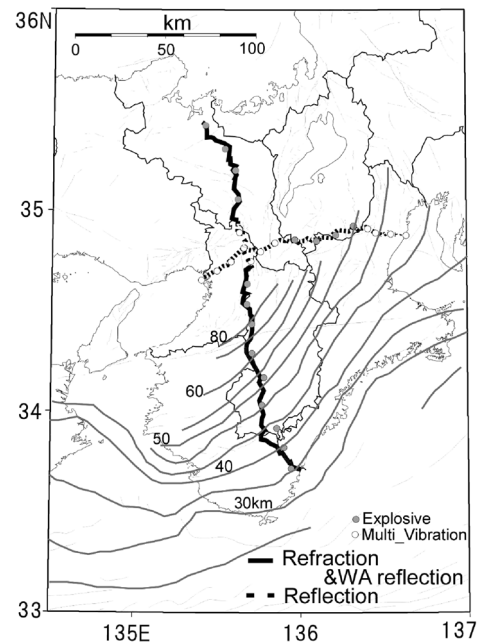 36N
km
0 50 100
35
80
60
34
50
40
30km
Explosive
Multi_Vibration
Refraction
&WA reflection
Reflection
33
135E 136 137